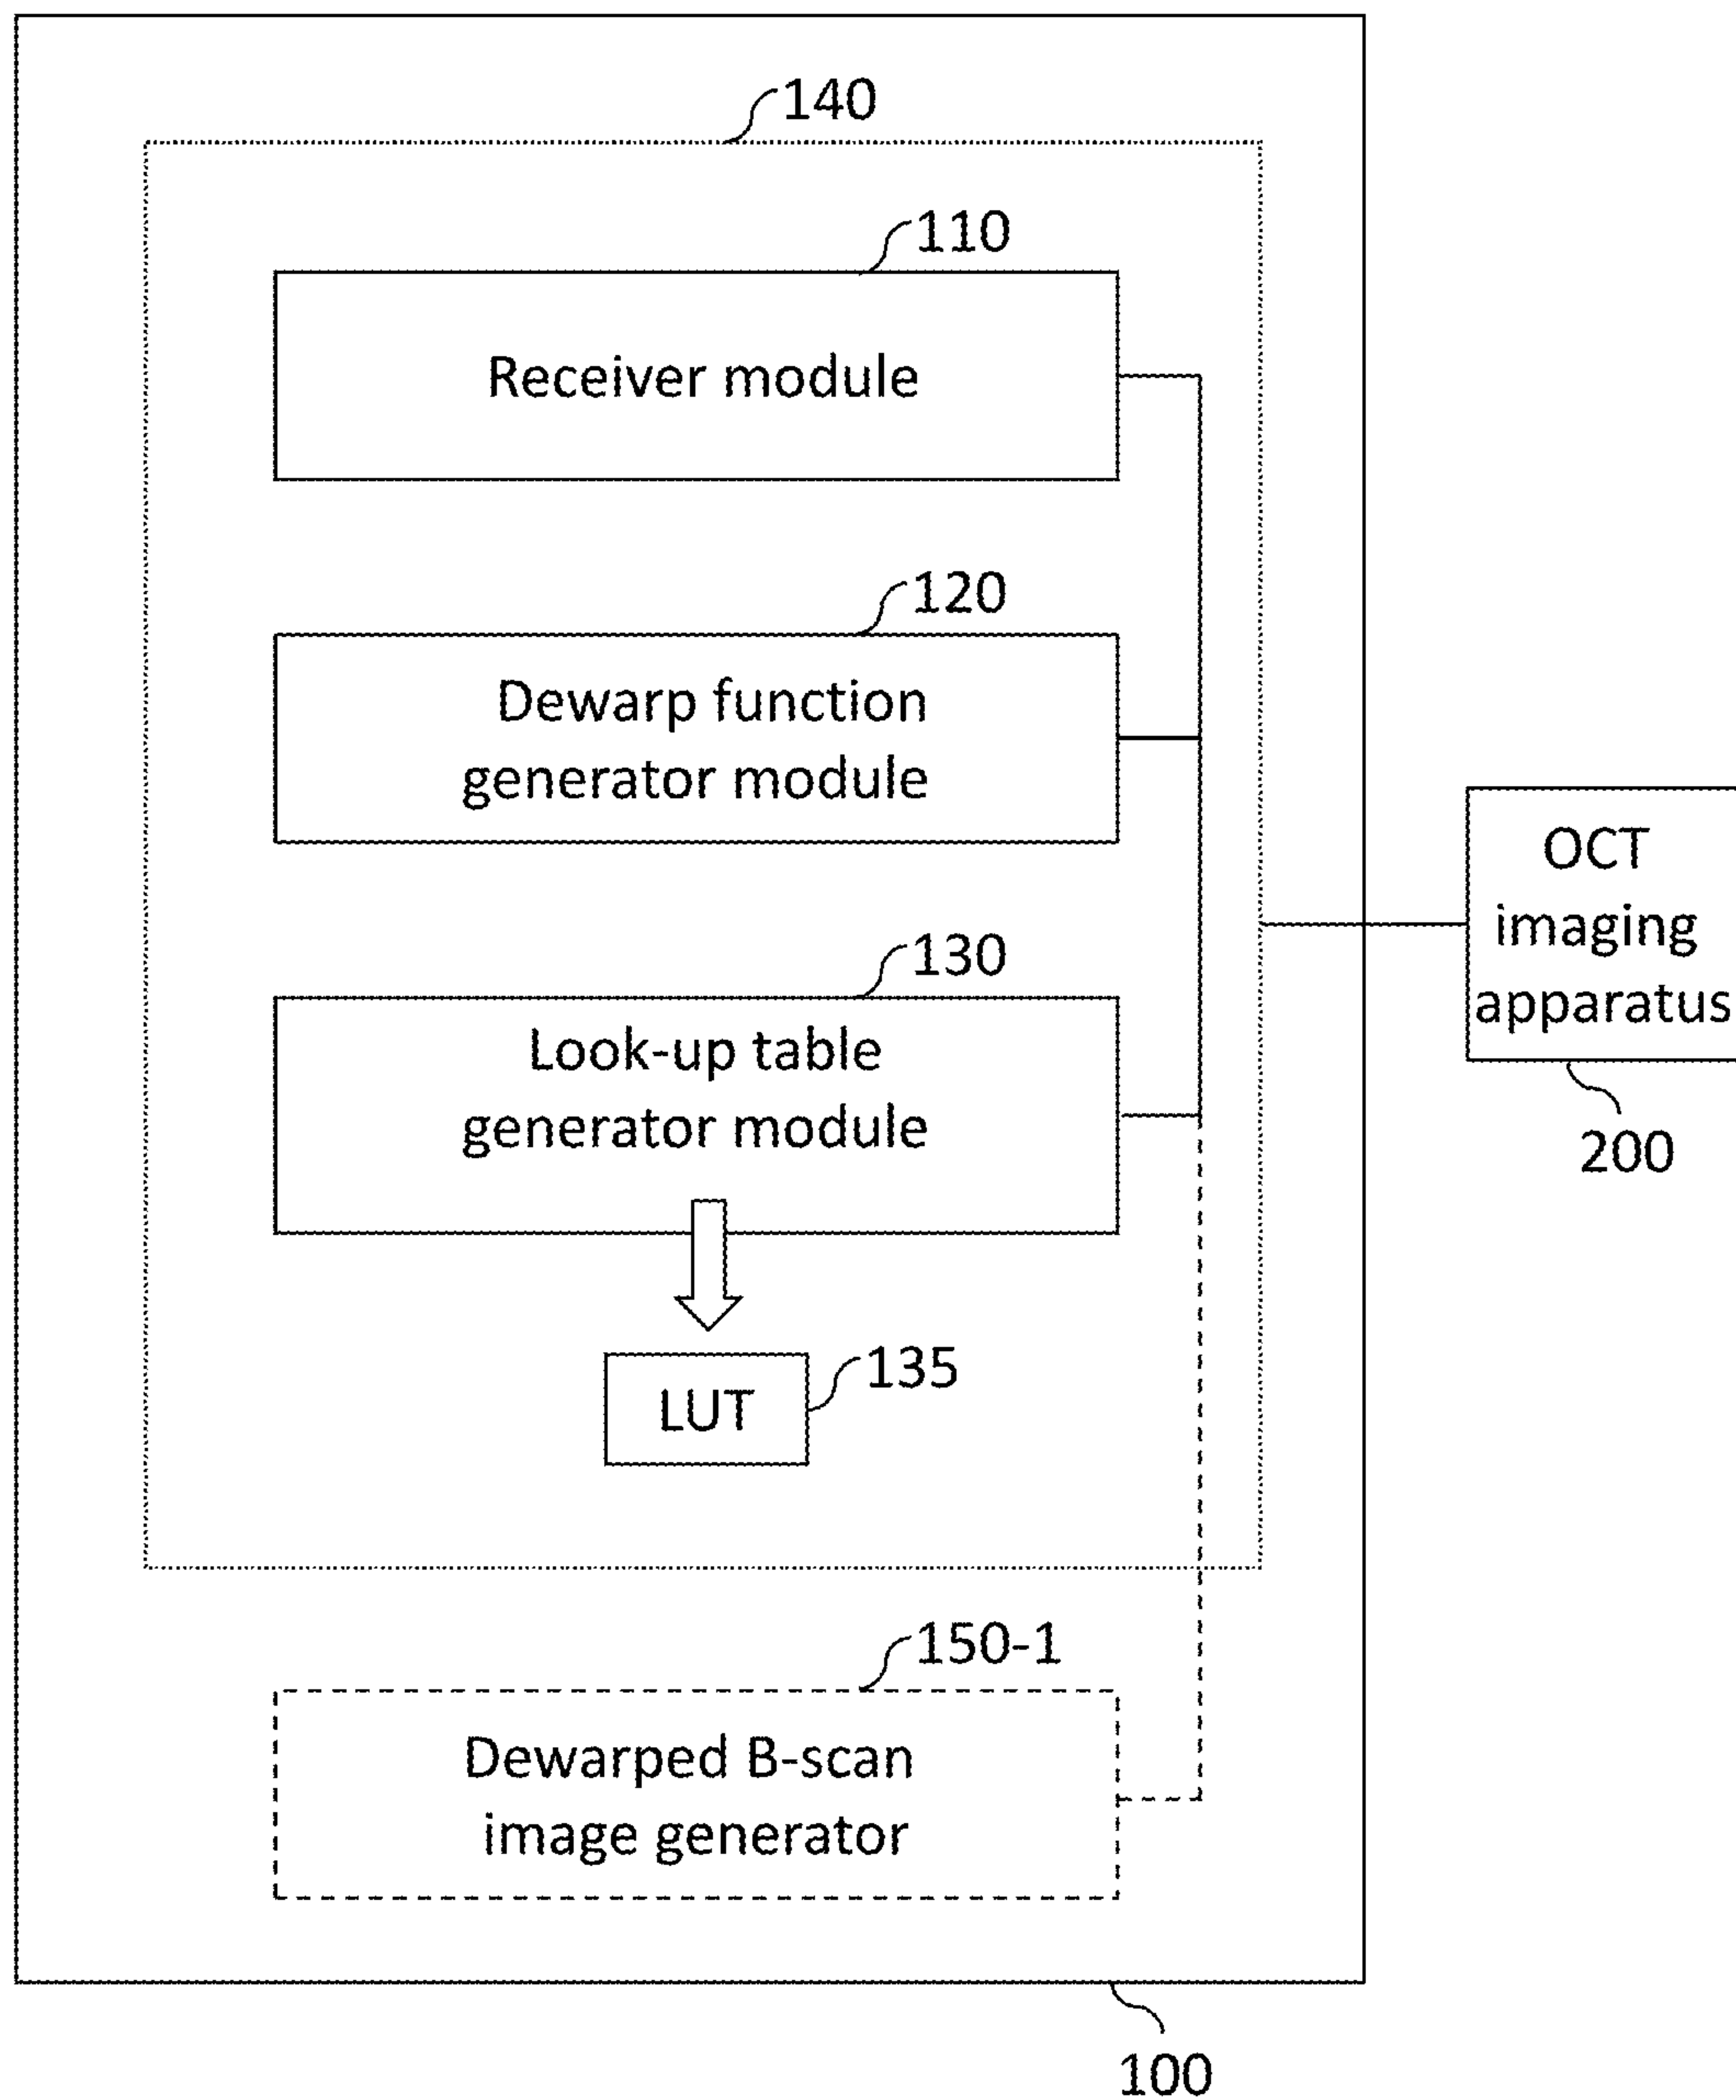 140
110
Receiver module
120
Dewarp function
generator module
130
Look-up table
generator module
135
LUT
OCT
imaging
apparatus
200
150-1
Dewarped B-scan
image generator
100